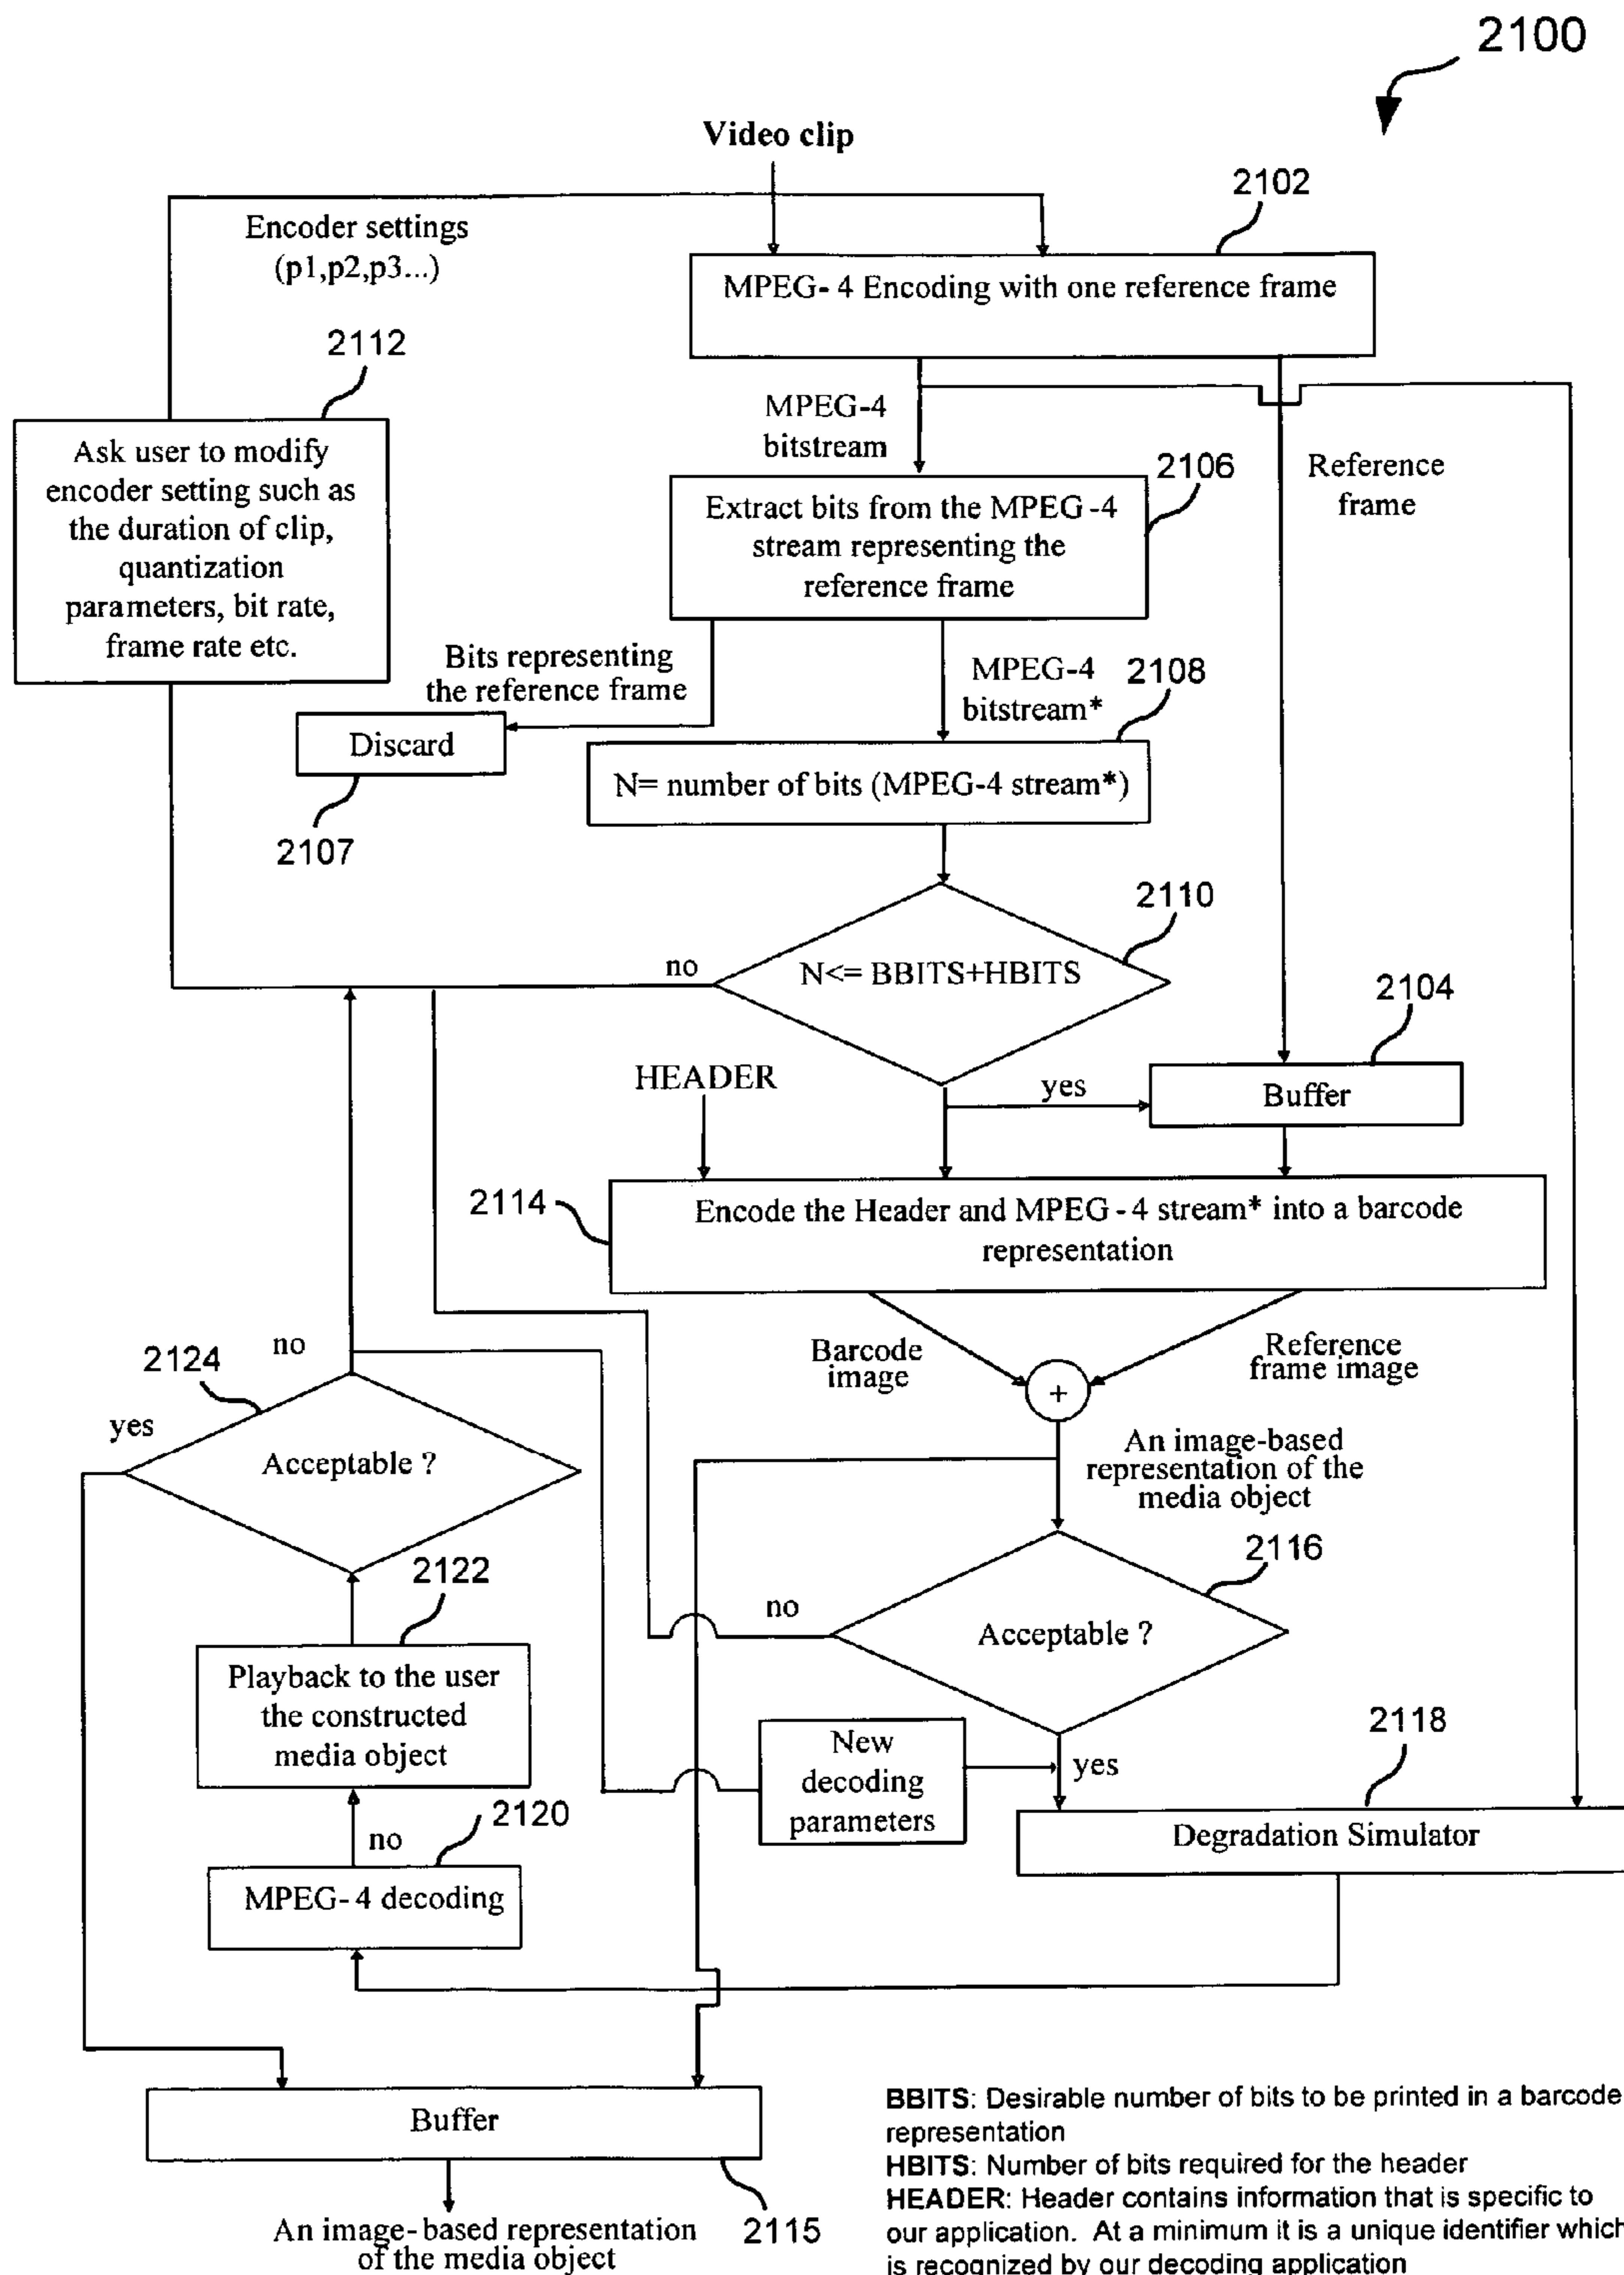 2100
Video clip
2102
Encoder settings
(p1,p2,p3...)
MPEG- 4 Encoding with one reference frame
2112
MPEG-4
bitstream
Reference
frame
Ask user to modify
encoder setting such as
the duration of clip,
quantization
parameters, bit rate,
frame rate etc.
2106
Extract bits from the MPEG -4
stream representing the
reference frame
Bits representing
the reference frame
MPEG-4
bitstream*
2108
Discard
N= number of bits (MPEG-4 stream*)
2107
2110
no
N<= BBITS+HBITS
2104
HEADER
yes
Buffer
2114
Encode the Header and MPEG - 4 stream* into a barcode
representation
Barcode
image
Reference
frame image
+
no
2124
yes
Acceptable ?
An image-based
representation of the
media object
2116
2122
no
Acceptable ?
Playback to the user
the constructed
media object
New
decoding
parameters
yes
2118
2120
no
Degradation Simulator
MPEG- 4 decoding
Buffer
2115
An image- based representation
of the media object
BBITS: Desirable number of bits to be printed in a barcode
representation
HBITS: Number of bits required for the header
HEADER: Header contains information that is specific to
our application. At a minimum it is a unique identifier which
is recognized by our decoding application